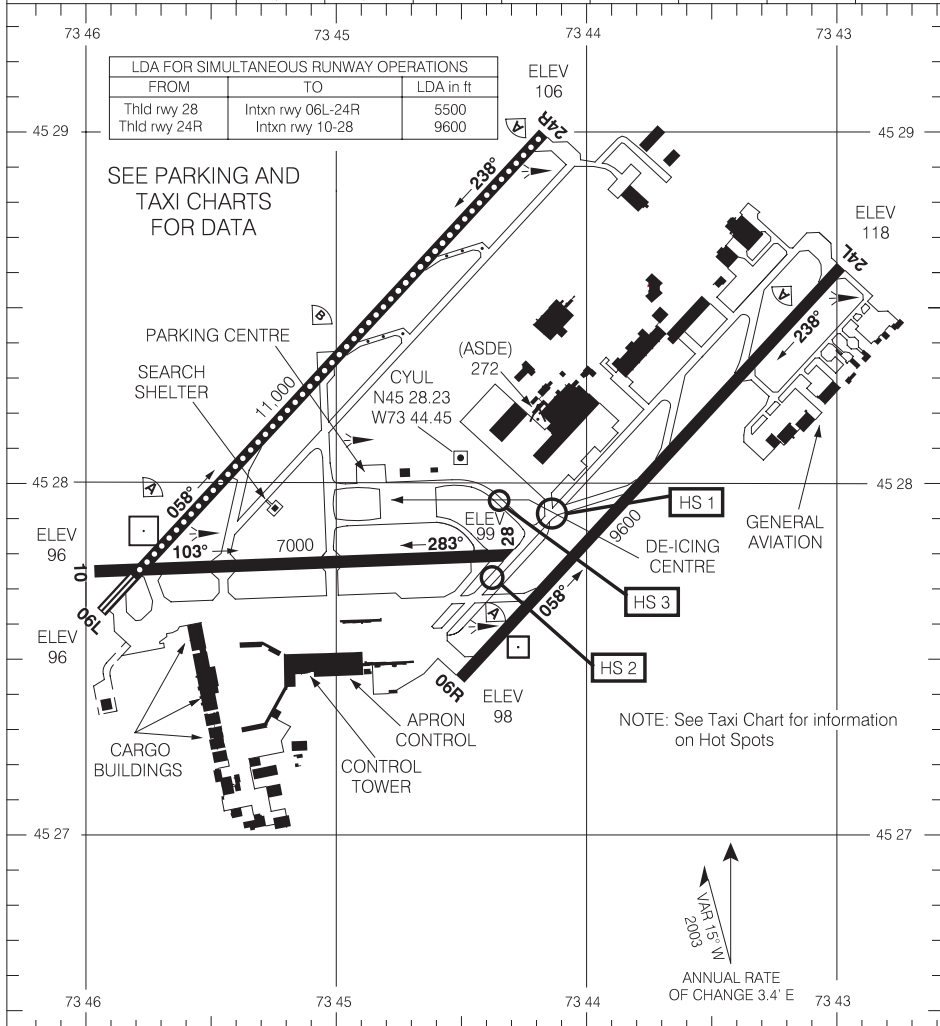 73 46 73 45 73 44 73 43
LDA FOR SIMULTANEOUS RUNWAY OPERATIONS
FROM TO LDA in ft
Thld rwy 28 Intxn rwy 06L-24R 5500
Thld rwy 24R Intxn rwy 10-28 9600
ELEV
106
24R
A
45 29
45 29
SEE PARKING AND
TAXI CHARTS
FOR DATA
238°
ELEV
118
24L
A
238°
B
PARKING CENTRE
SEARCH
SHELTER
11,000
(ASDE)
272
CYUL
N45 28.23
W73 44.45
45 28
45 28
A
058°
HS 1
GENERAL
AVIATION
9600
DE-ICING
CENTRE
ELEV
99
28
ELEV
96
10
103°
7000
283°
HS 3
058°
06L
ELEV
96
A
HS 2
06R
ELEV
98
NOTE: See Taxi Chart for information
on Hot Spots
CARGO
BUILDINGS
APRON
CONTROL
CONTROL
TOWER
45 27
45 27
VAR 15° W
2003
ANNUAL RATE
OF CHANGE 3.4' E
73 46 73 45 73 44 73 43